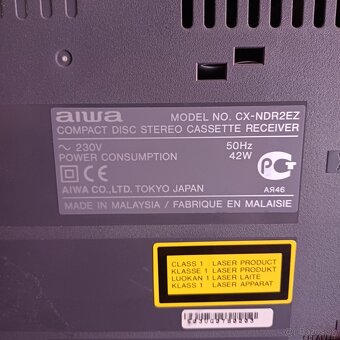 aiwa MODEL NO. CX-NDR2EZ
COMPACT DISC STEREO CASSETTE RECEIVER
~ 230V 50Hz
POWER CONSUMPTION 42W
CE
AIWA CO.,LTD. TOKYO JAPAN
АЯ46
MADE IN MALAYSIA / FABRIQUE EN MALAISIE
CLASS 1 LASER PRODUCT
KLASSE 1 LASER PRODUKT
LUOKAN 1 LASER LAITE
KLASS 1 LASER APPARAT